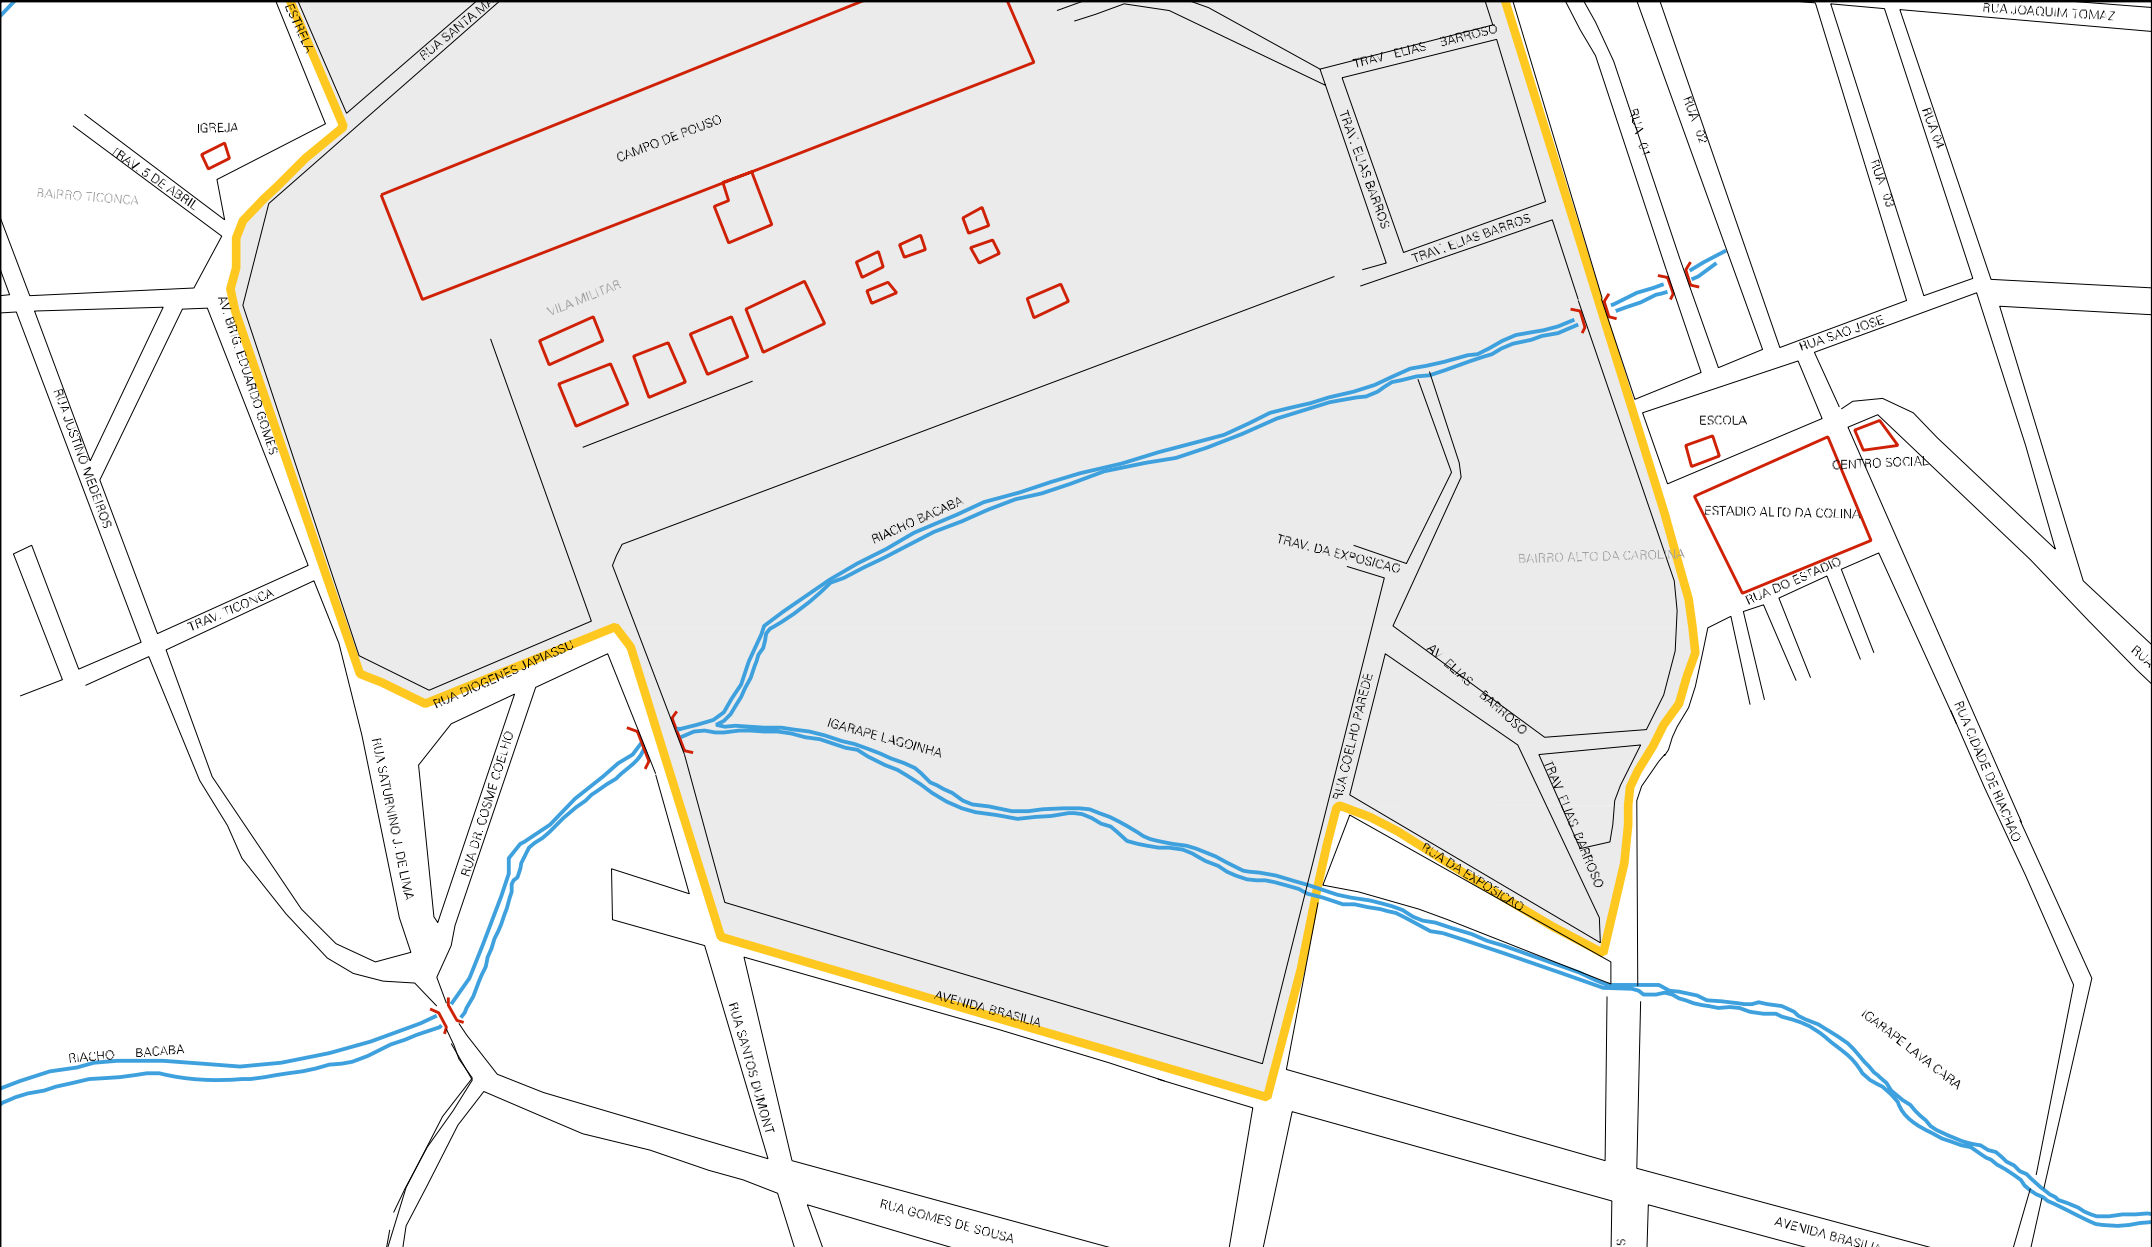 ESTRELA
RUA SANTA MA
RUA JOAQUIM TOMAZ
TRAV. ELIAS BARROSO
IGREJA
TRAV. 5 DE ABRIL
BAIRRO TICONCA
CAMPO DE POUSO
TRAV. ELIAS BARROS
TRAV. ELIAS BARROS
RUA 01
RUA 02
RUA 03
RUA 04
VILA MILITAR
AV. BRIG. EDUARDO GOMES
RUA JUSTINO MEDEIROS
RUA SAO JOSE
ESCOLA
CENTRO SOCIAL
ESTADIO ALTO DA COLINA
RIACHO BACABA
TRAV. DA EXPOSICAO
BAIRRO ALTO DA CAROLINA
RUA DO ESTADIO
TRAV. TICONCA
RUA DIOGENES JAPIASSU
AV. ELIAS BARROSO
RUA
RUA COELHO PAREDE
IGARAPE LAGOINHA
RUA SATURNINO J. DE LIMA
RUA DR. COSME COELHO
TRAV. ELIAS BARROSO
RUA CIDADE DE RIACHAO
RUA DA EXPOSICAO
AVENIDA BRASILIA
RUA SANTOS DUMONT
IGARAPE LAVA CARA
RIACHO BACABA
RUA GOMES DE SOUSA
AVENIDA BRASILIA
S